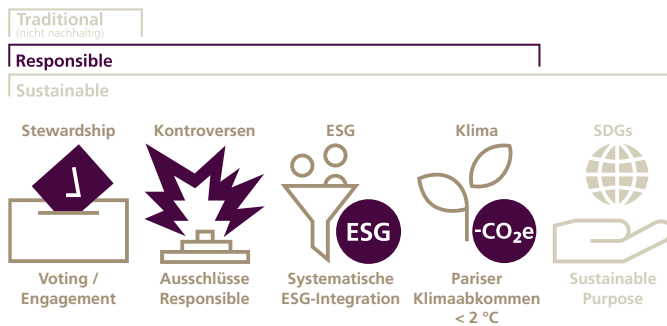 Traditional
(nicht nachhaltig)
Responsible
Sustainable
Stewardship Kontroversen ESG Klima SDGs
ESG -CO₂e
Voting / Ausschlüsse Systematische Pariser Sustainable
Engagement Responsible ESG-Integration Klimaabkommen Purpose
< 2 °C